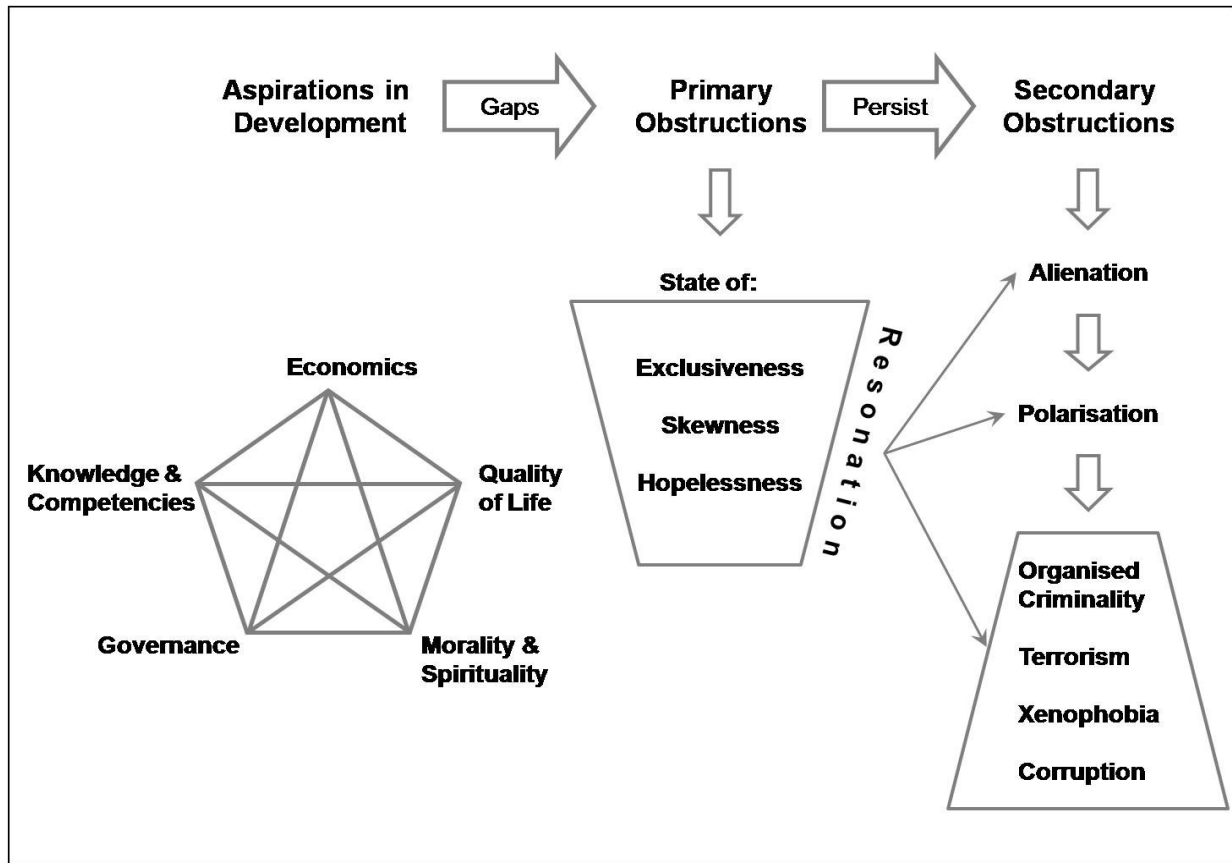 Aspirations in
Development
Gaps
Primary
Obstructions
Persist
Secondary
Obstructions
State of:
Exclusiveness
Skewness
Hopelessness
Resonation
Alienation
Polarisation
Organised
Criminality
Terrorism
Xenophobia
Corruption
Economics
Knowledge &
Competencies
Quality
of Life
Governance
Morality &
Spirituality